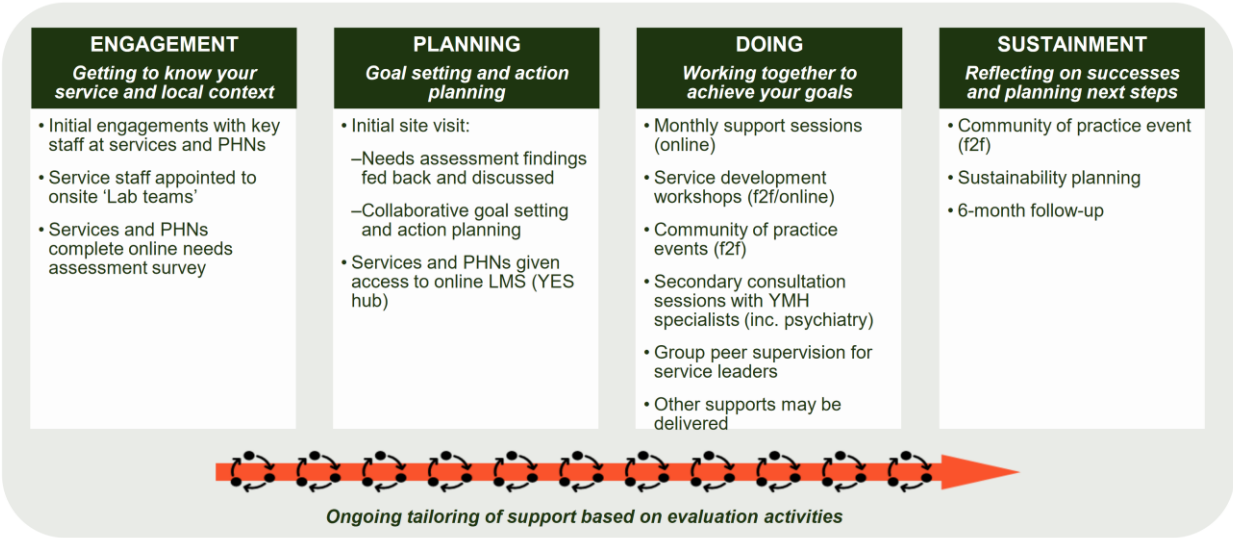 ENGAGEMENT
Getting to know your
service and local context
• Initial engagements with key
staff at services and PHNs
• Service staff appointed to
onsite ‘Lab teams’
• Services and PHNs
complete online needs
assessment survey
PLANNING
Goal setting and action
planning
• Initial site visit:
–Needs assessment findings
fed back and discussed
–Collaborative goal setting
and action planning
• Services and PHNs given
access to online LMS (YES
hub)
DOING
Working together to
achieve your goals
• Monthly support sessions
(online)
• Service development
workshops (f2f/online)
• Community of practice
events (f2f)
• Secondary consultation
sessions with YMH
specialists (inc. psychiatry)
• Group peer supervision for
service leaders
• Other supports may be
delivered
SUSTAINMENT
Reflecting on successes
and planning next steps
• Community of practice event
(f2f)
• Sustainability planning
• 6-month follow-up
Ongoing tailoring of support based on evaluation activities